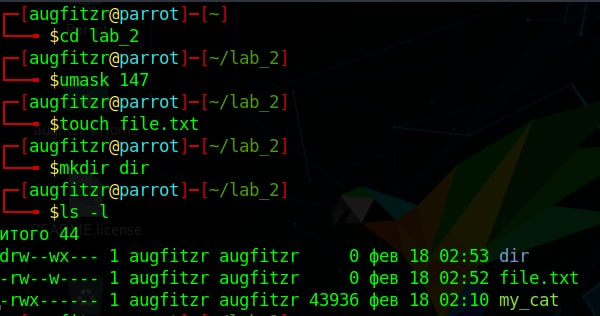 [augfitzr@parrot]─[~]
$cd lab_2
[augfitzr@parrot]─[~/lab_2]
$umask 147
[augfitzr@parrot]─[~/lab_2]
$touch file.txt
[augfitzr@parrot]─[~/lab_2]
$mkdir dir
[augfitzr@parrot]─[~/lab_2]
$ls -l
итого 44
drw--wx--- 1 augfitzr augfitzr 0 фев 18 02:53 dir
-rw--w---- 1 augfitzr augfitzr 0 фев 18 02:52 file.txt
-rwx------ 1 augfitzr augfitzr 43936 фев 18 02:10 my_cat